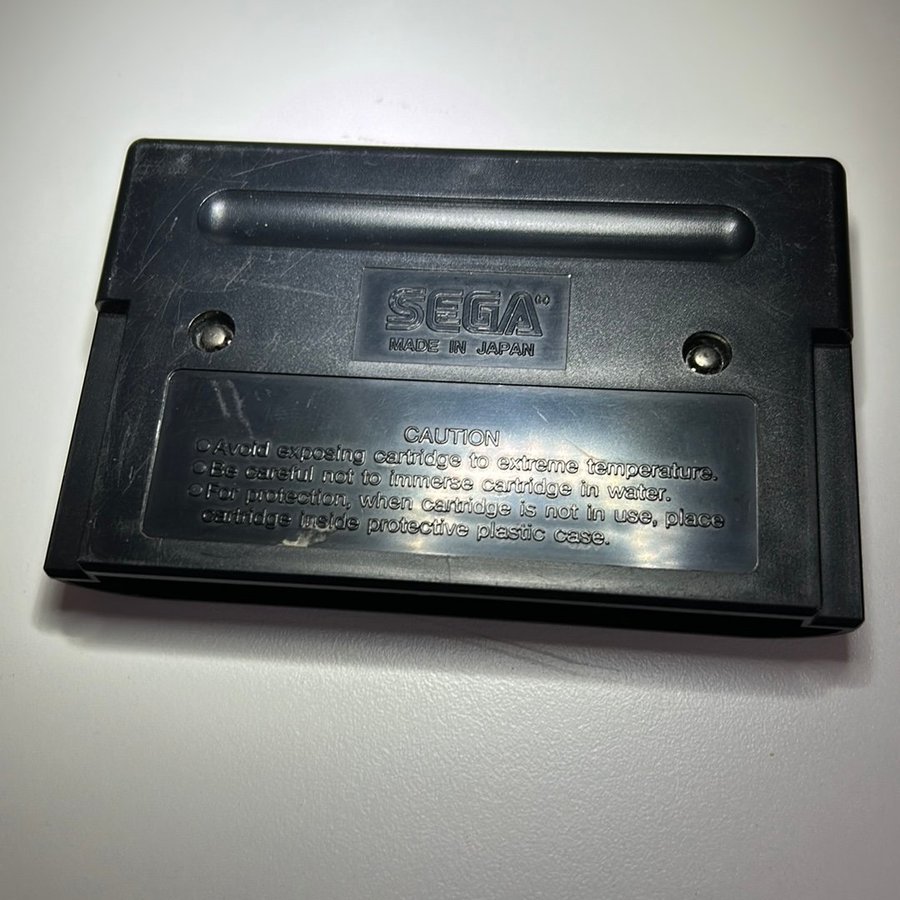 SEGA™
MADE IN JAPAN
CAUTION
○Avoid exposing cartridge to extreme temperature.
○Be careful not to immerse cartridge in water.
○For protection, when cartridge is not in use, place
cartridge inside protective plastic case.